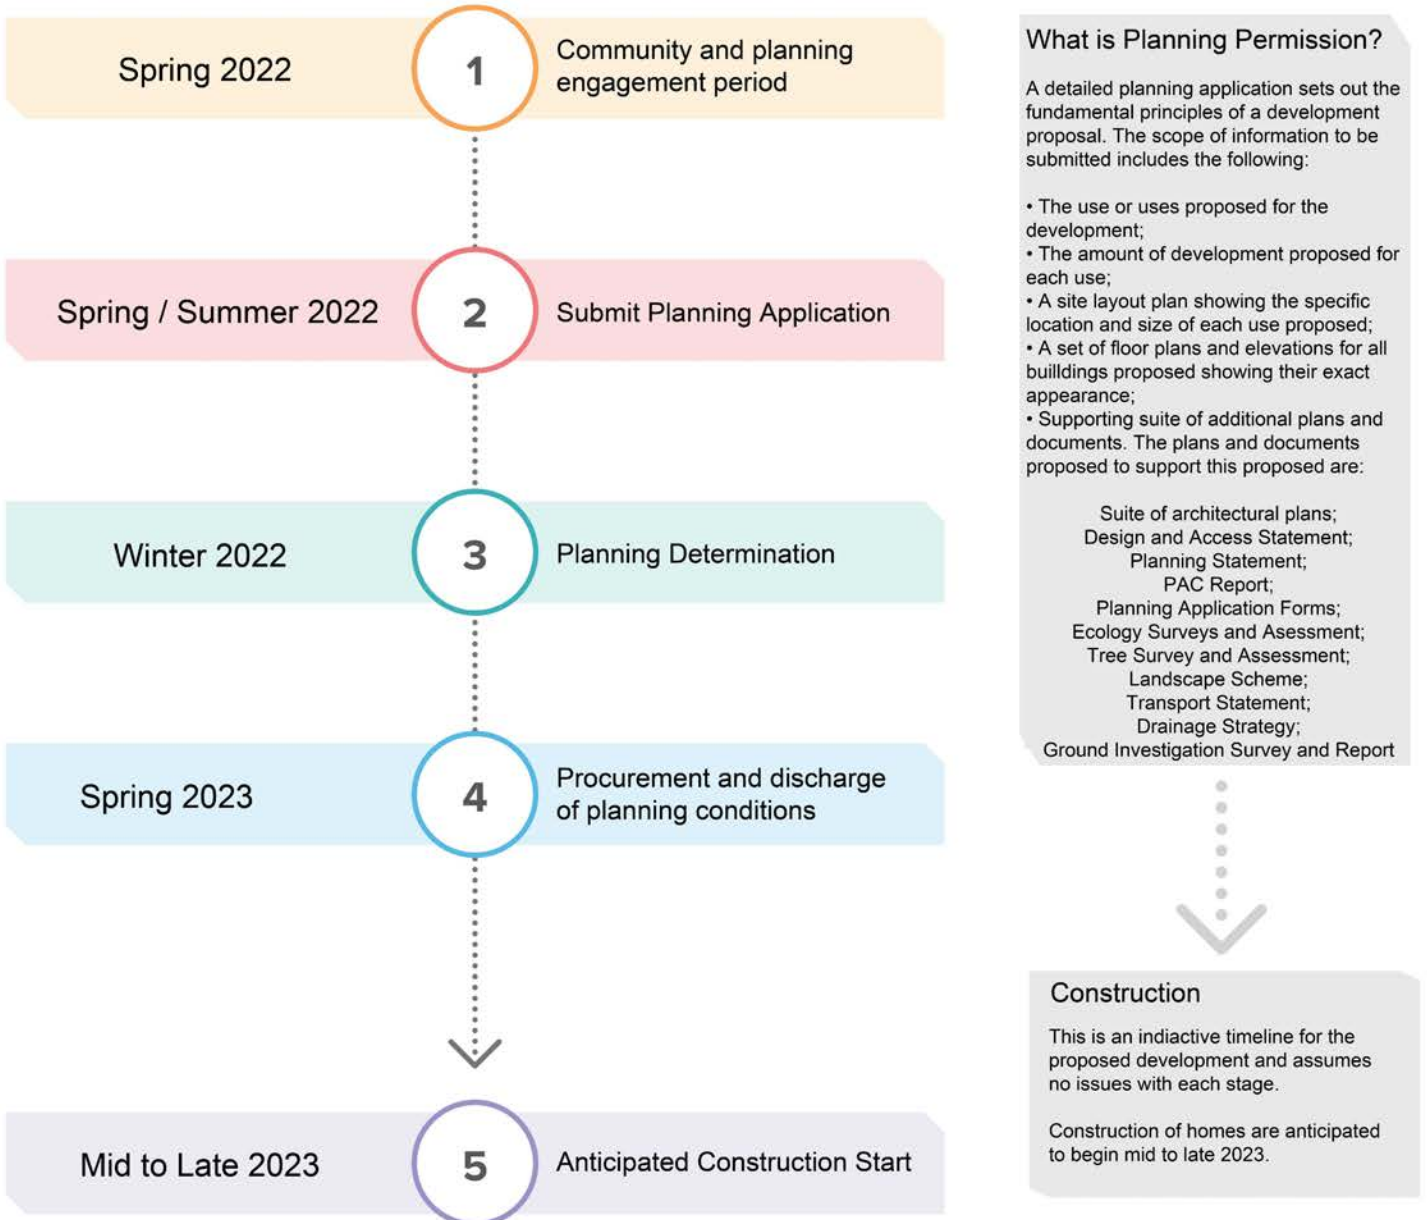 Spring 2022
1
Community and planning
engagement period
Spring / Summer 2022
2
Submit Planning Application
Winter 2022
3
Planning Determination
Spring 2023
4
Procurement and discharge
of planning conditions
Mid to Late 2023
5
Anticipated Construction Start
What is Planning Permission?
A detailed planning application sets out the
fundamental principles of a development
proposal. The scope of information to be
submitted includes the following:
• The use or uses proposed for the
development;
• The amount of development proposed for
each use;
• A site layout plan showing the specific
location and size of each use proposed;
• A set of floor plans and elevations for all
builldings proposed showing their exact
appearance;
• Supporting suite of additional plans and
documents. The plans and documents
proposed to support this proposed are:
Suite of architectural plans;
Design and Access Statement;
Planning Statement;
PAC Report;
Planning Application Forms;
Ecology Surveys and Asessment;
Tree Survey and Assessment;
Landscape Scheme;
Transport Statement;
Drainage Strategy;
Ground Investigation Survey and Report
Construction
This is an indiactive timeline for the
proposed development and assumes
no issues with each stage.
Construction of homes are anticipated
to begin mid to late 2023.